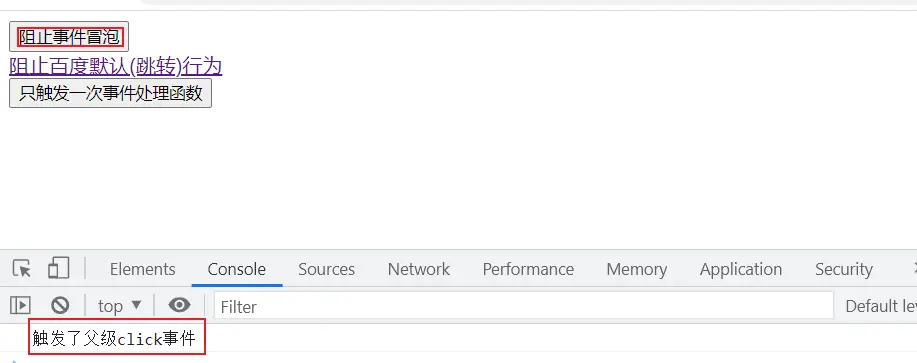 阻止事件冒泡
阻止百度默认(跳转)行为
只触发一次事件处理函数
Elements Console Sources Network Performance Memory Application Security
top ▼ Filter Default le
触发了父级click事件